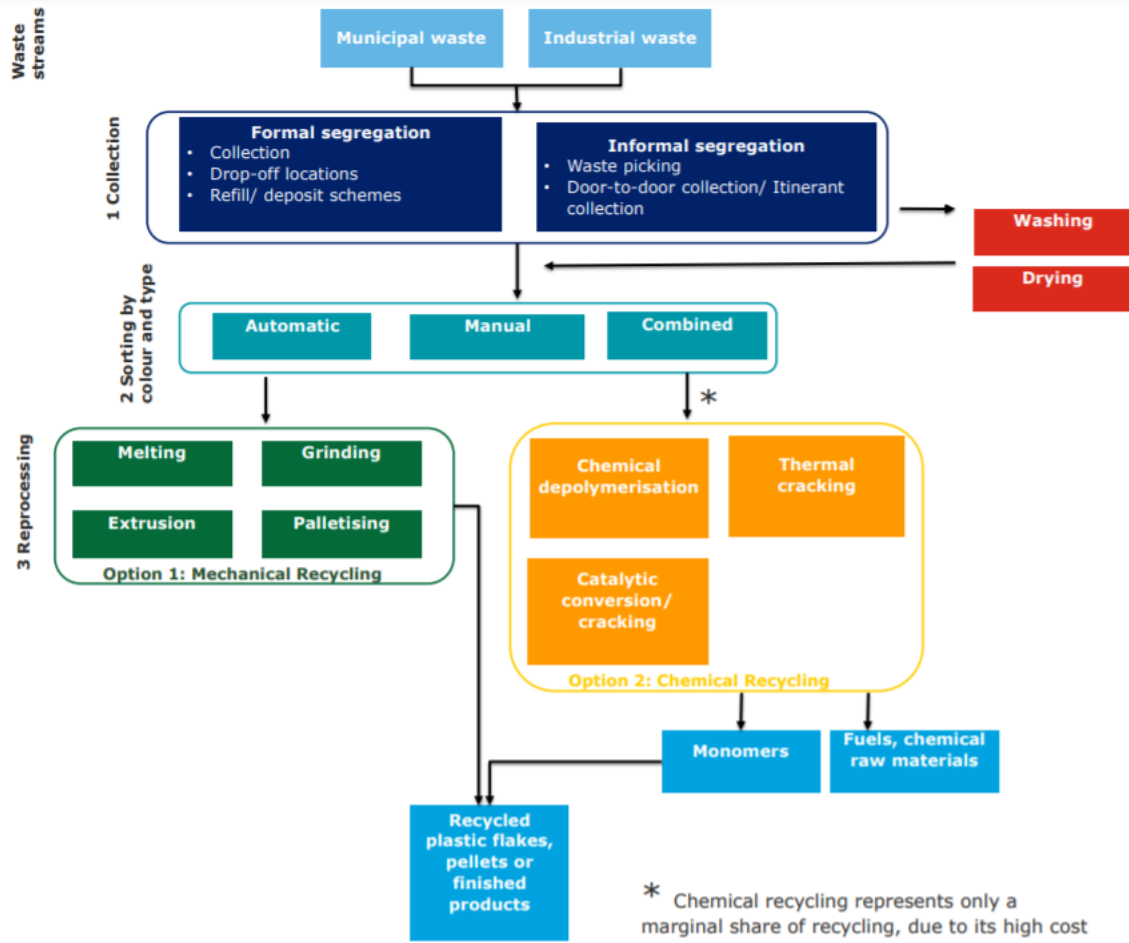 Waste
streams
Municipal waste
Industrial waste
1 Collection
Formal segregation
• Collection
• Drop-off locations
• Refill/ deposit schemes
Informal segregation
• Waste picking
• Door-to-door collection/ Itinerant
collection
Washing
Drying
2 Sorting by
colour and type
Automatic
Manual
Combined
*
3 Reprocessing
Melting
Grinding
Extrusion
Palletising
Option 1: Mechanical Recycling
Chemical
depolymerisation
Thermal
cracking
Catalytic
conversion/
cracking
Option 2: Chemical Recycling
Monomers
Fuels, chemical
raw materials
Recycled
plastic flakes,
pellets or
finished
products
* Chemical recycling represents only a
marginal share of recycling, due to its high cost